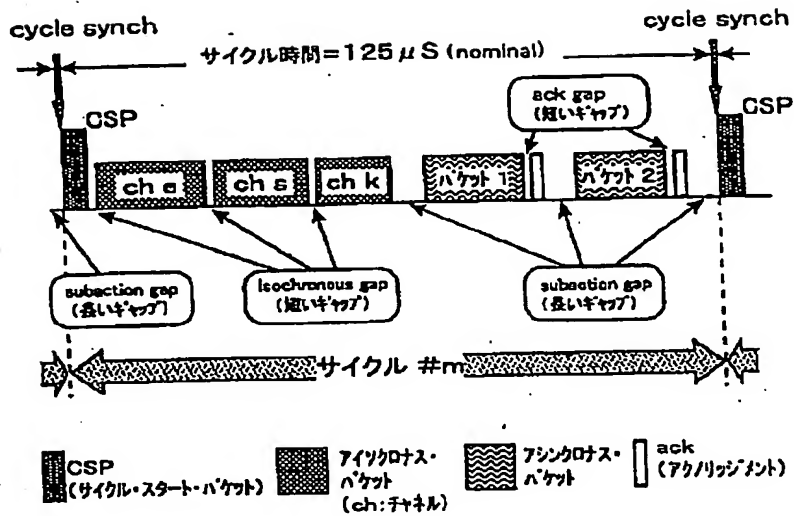 cycle synch
cycle synch
サイクル時間=125μS (nominal)
CSP
ack gap
(短いギャップ)
CSP
ch e
ch s
ch k
パケット 1
パケット 2
subaction gap
(長いギャップ)
isochronous gap
(短いギャップ)
subaction gap
(長いギャップ)
サイクル #m
CSP
(サイクル・スタート・パケット)
アイソクロナス・
パケット
(ch:チャネル)
アシンクロナス・
パケット
ack
(アクノリッジメント)